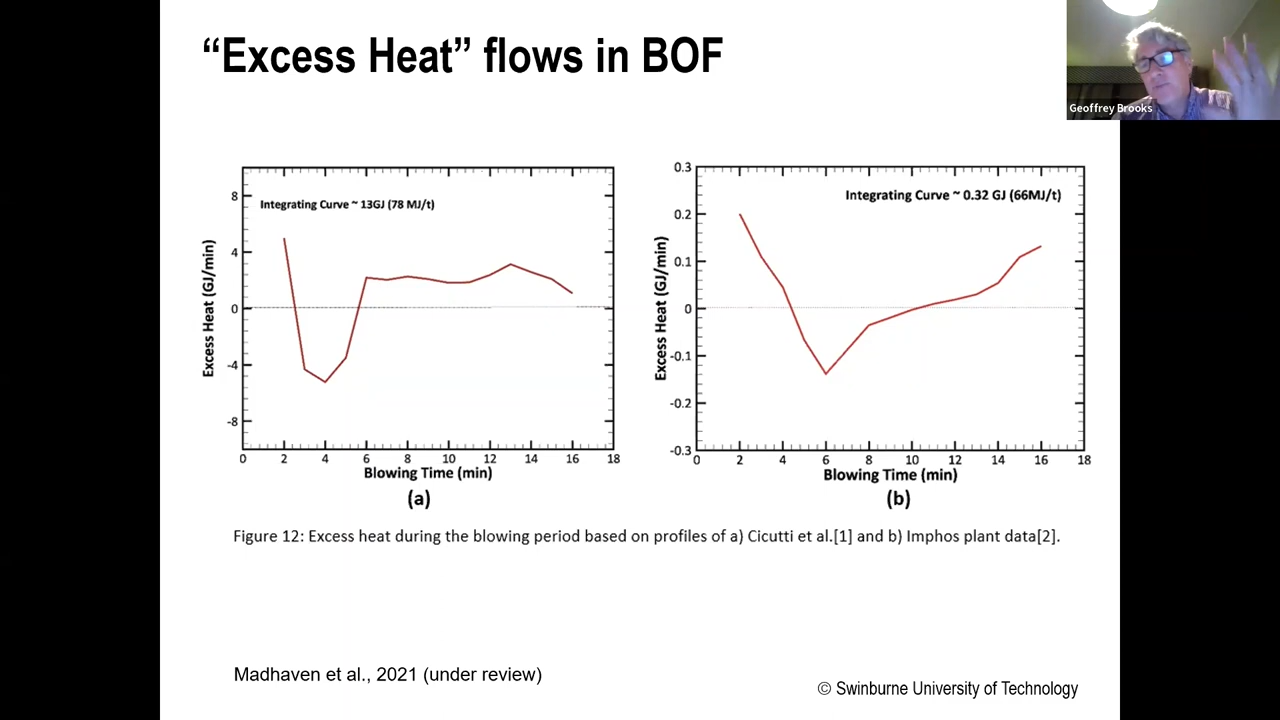 “Excess Heat” flows in BOF
Geoffrey Brooks
Integrating Curve ~ 13GJ (78 MJ/t)
8
4
0
-4
-8
Excess Heat (GJ/min)
0 2 4 6 8 10 12 14 16 18
Blowing Time (min)
(a)
Integrating Curve ~ 0.32 GJ (66MJ/t)
0.3
0.2
0.1
0
-0.1
-0.2
-0.3
Excess Heat (GJ/min)
0 2 4 6 8 10 12 14 16 18
Blowing Time (min)
(b)
Figure 12: Excess heat during the blowing period based on profiles of a) Cicutti et al.[1] and b) Imphos plant data[2].
Madhaven et al., 2021 (under review)
© Swinburne University of Technology